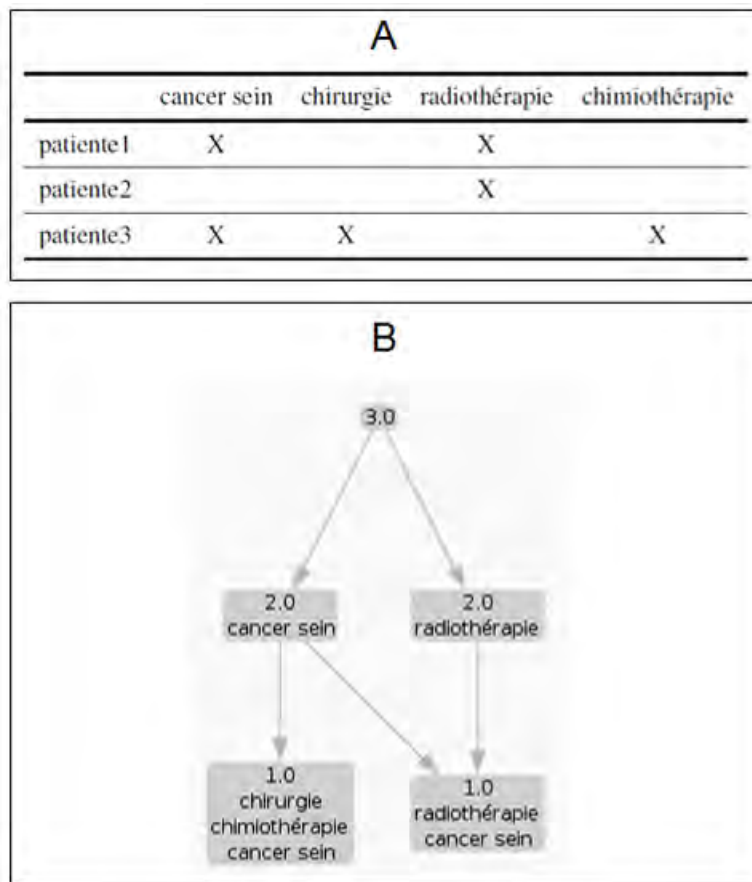 A
cancer sein chirurgie radiothérapie chimiothérapie
patiente1 X X
patiente2 X
patiente3 X X X
B
3.0
2.0
cancer sein
2.0
radiothérapie
1.0
chirurgie
chimiothérapie
cancer sein
1.0
radiothérapie
cancer sein